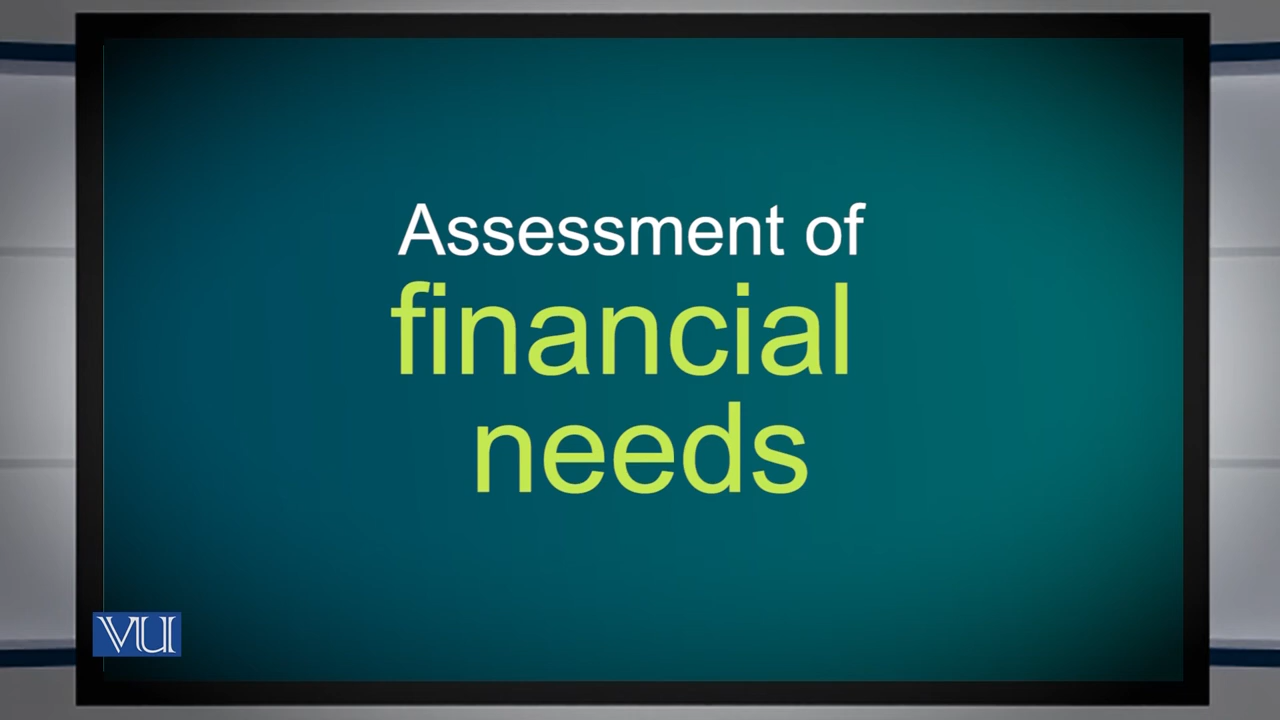 Assessment of
financial
needs
VU